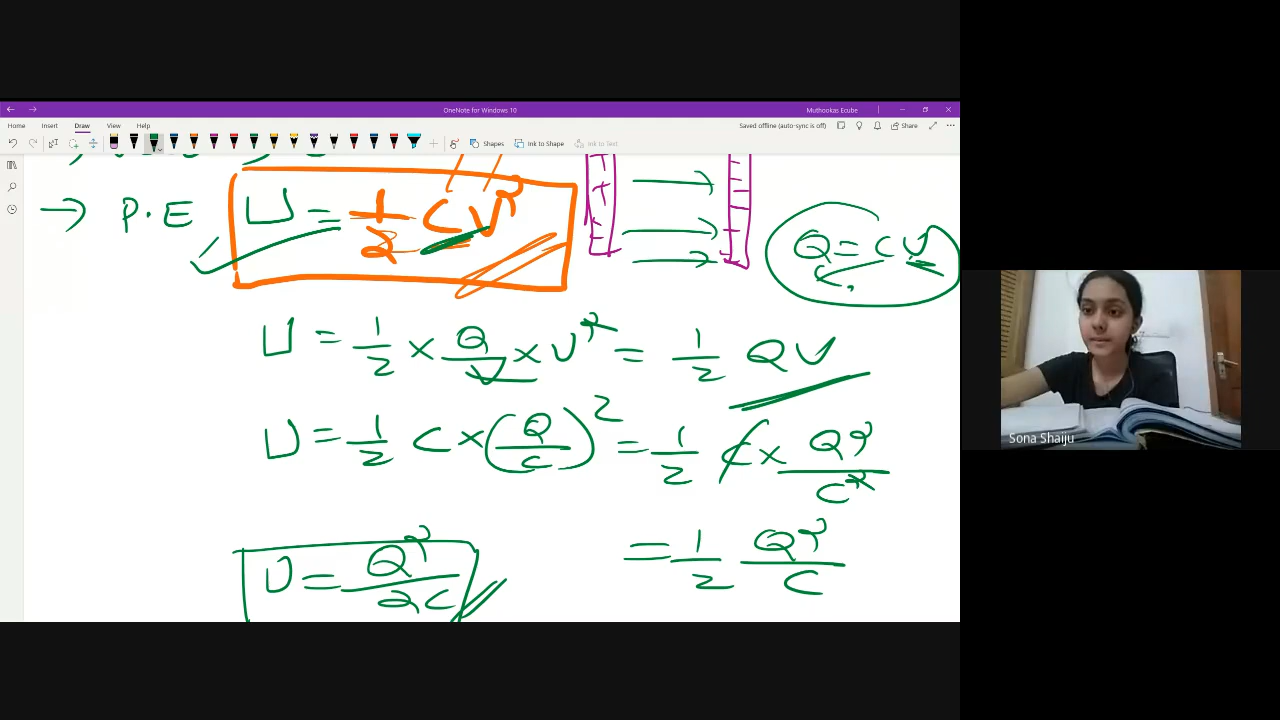 OneNote for Windows 10
Muthookas Ecube
Home Insert Draw View Help
Saved offline (auto-sync is off)
Share
Shapes
Ink to Shape
Ink to Text
→ P.E U = 1/2 CV²
Q = CV
U = 1/2 × Q/V × V² = 1/2 QV
U = 1/2 C × (Q/C)² = 1/2 C × Q²/C²
= 1/2 Q²/C
U = Q²/2C
Sona Shaiju